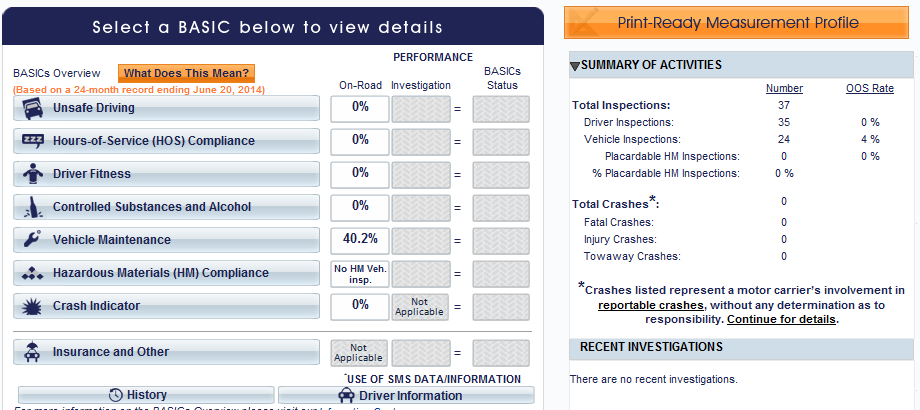 Select a BASIC below to view details
PERFORMANCE
BASICs Overview What Does This Mean? On-Road Investigation BASICs Status
(Based on a 24-month record ending June 20, 2014)
Unsafe Driving 0% =
Hours-of-Service (HOS) Compliance 0% =
Driver Fitness 0% =
Controlled Substances and Alcohol 0% =
Vehicle Maintenance 40.2% =
Hazardous Materials (HM) Compliance No HM Veh. insp. =
Crash Indicator 0% Not Applicable =
Insurance and Other Not Applicable =
*USE OF SMS DATA/INFORMATION
History Driver Information
Print-Ready Measurement Profile
SUMMARY OF ACTIVITIES
Number OOS Rate
Total Inspections: 37
Driver Inspections: 35 0 %
Vehicle Inspections: 24 4 %
Placardable HM Inspections: 0 0 %
% Placardable HM Inspections: 0 %
Total Crashes*: 0
Fatal Crashes: 0
Injury Crashes: 0
Towaway Crashes: 0
*Crashes listed represent a motor carrier's involvement in
reportable crashes, without any determination as to
responsibility. Continue for details.
RECENT INVESTIGATIONS
There are no recent investigations.